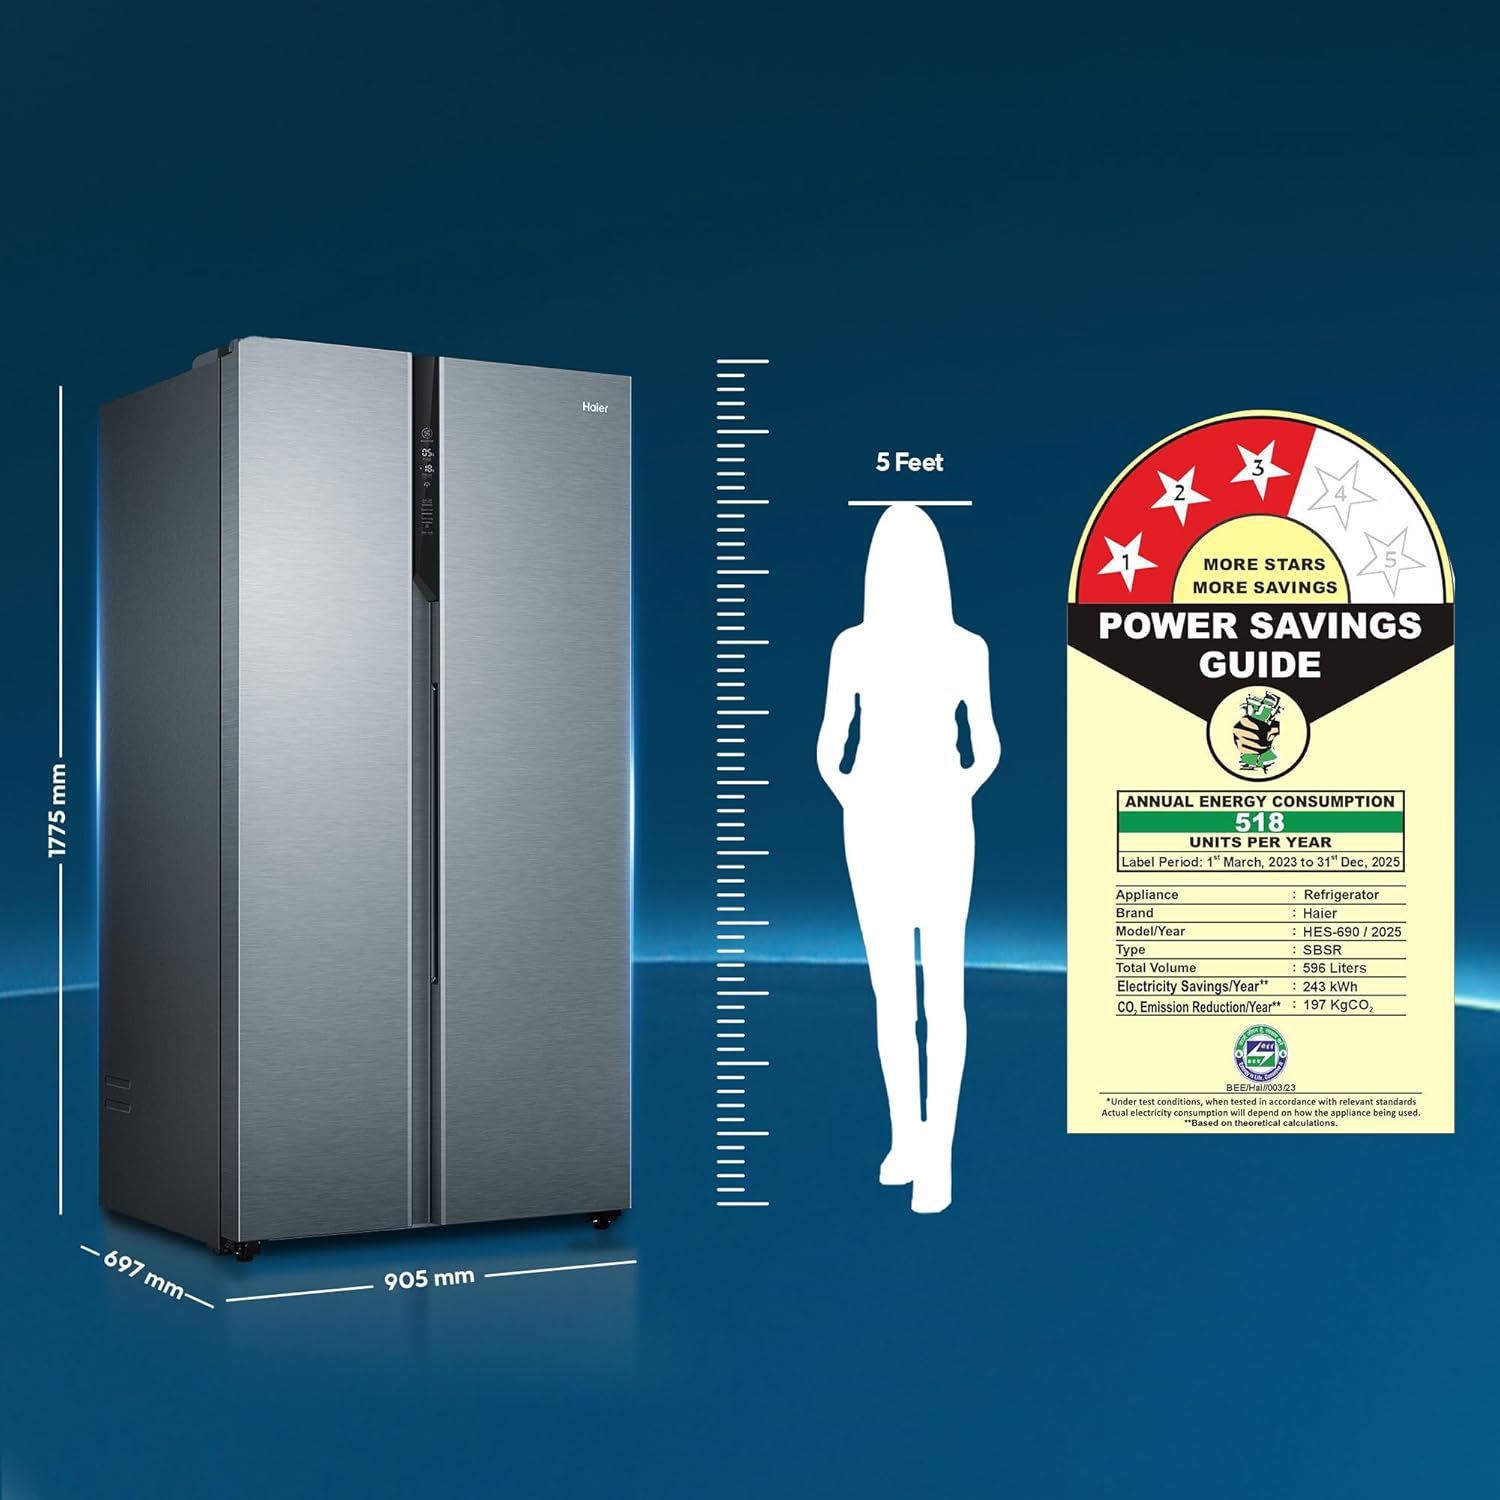 Haier
05
-18
1775 mm
697 mm
905 mm
5 Feet
1
2
3
4
5
MORE STARS
MORE SAVINGS
POWER SAVINGS
GUIDE
ANNUAL ENERGY CONSUMPTION
518
UNITS PER YEAR
Label Period: 1st March, 2023 to 31st Dec, 2025
Appliance : Refrigerator
Brand : Haier
Model/Year : HES-690 / 2025
Type : SBSR
Total Volume : 596 Liters
Electricity Savings/Year** : 243 kWh
CO₂ Emission Reduction/Year** : 197 KgCO₂
BEE/Hai//003/23
*Under test conditions, when tested in accordance with relevant standards
Actual electricity consumption will depend on how the appliance being used.
**Based on theoretical calculations.